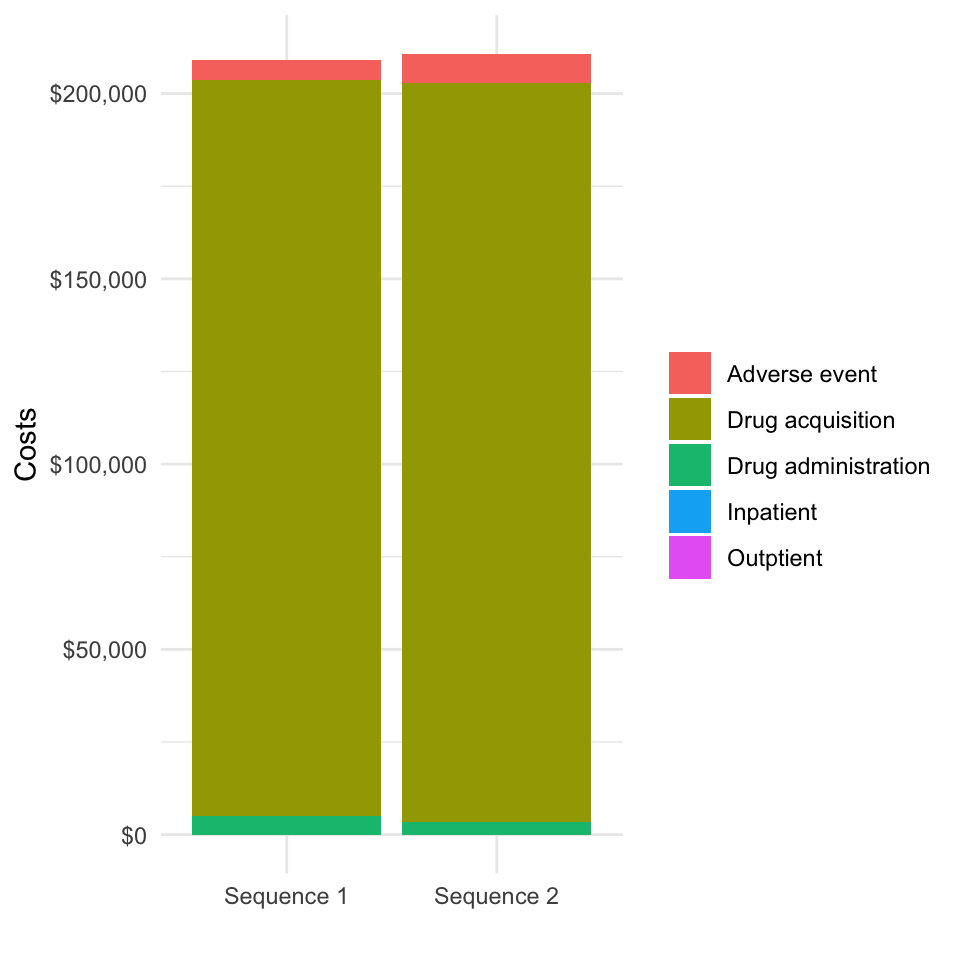 $200,000
$150,000
$100,000
$50,000
$0
Costs
Sequence 1
Sequence 2
Adverse event
Drug acquisition
Drug administration
Inpatient
Outptient